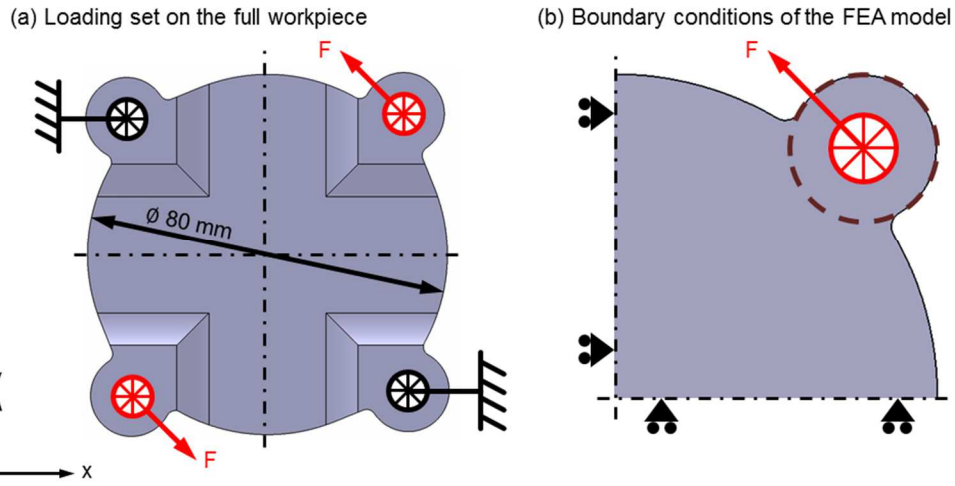 (a) Loading set on the full workpiece
(b) Boundary conditions of the FEA model
F
F
ø 80 mm
F
x